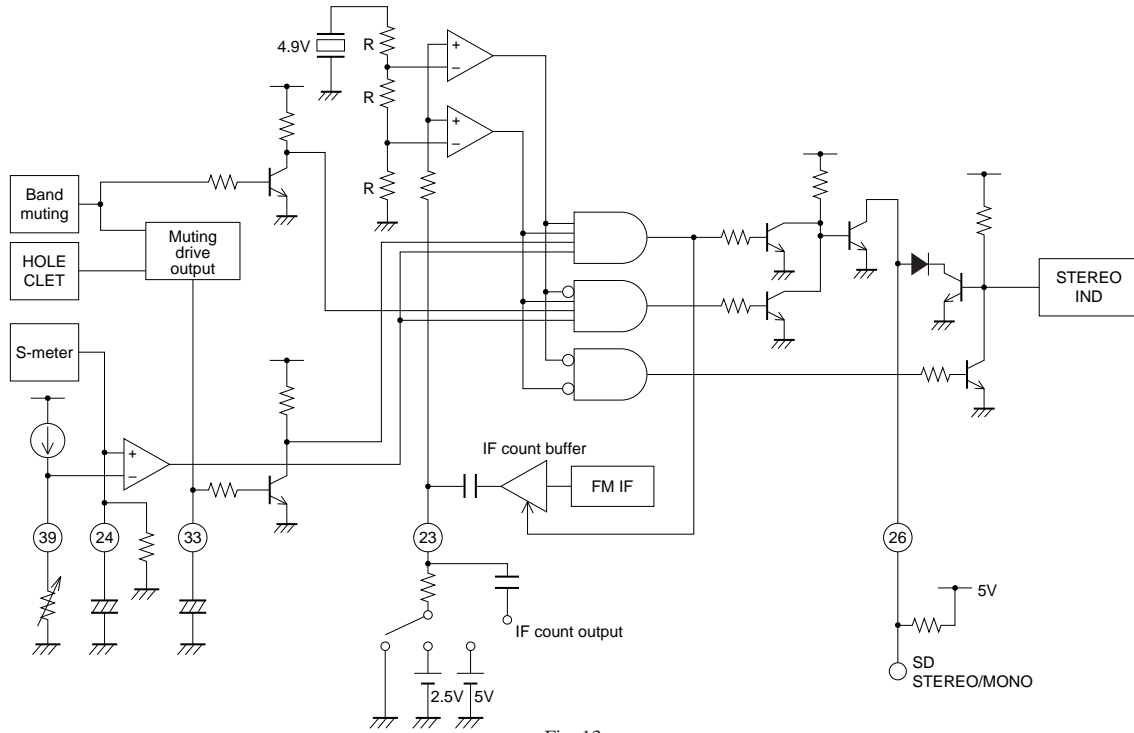 4.9V
R
R
R
Band
muting
Muting
drive
output
HOLE
CLET
S-meter
STEREO
IND
IF count buffer
FM IF
39
24
33
23
26
5V
IF count output
SD
STEREO/MONO
2.5V
5V